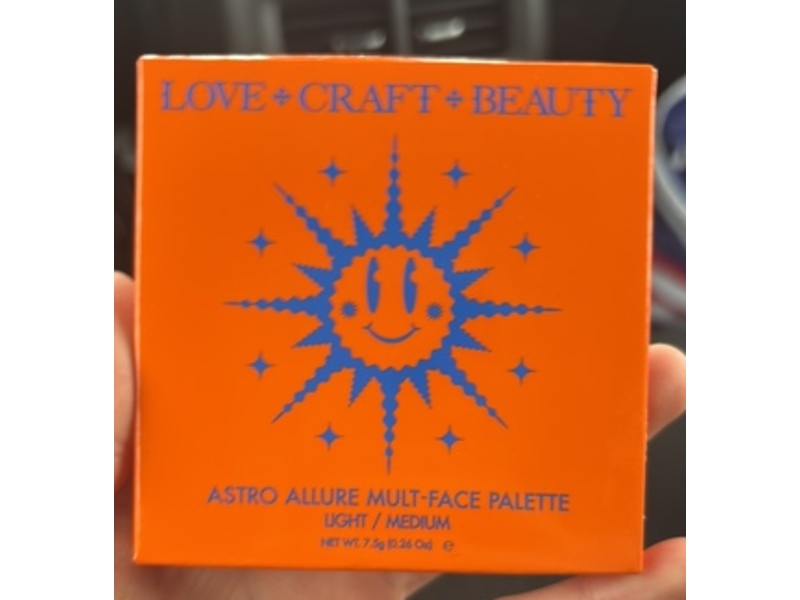 LOVE + CRAFT + BEAUTY
ASTRO ALLURE MULT-FACE PALETTE
LIGHT / MEDIUM
NET WT. 7.5g (0.26 Oz) e